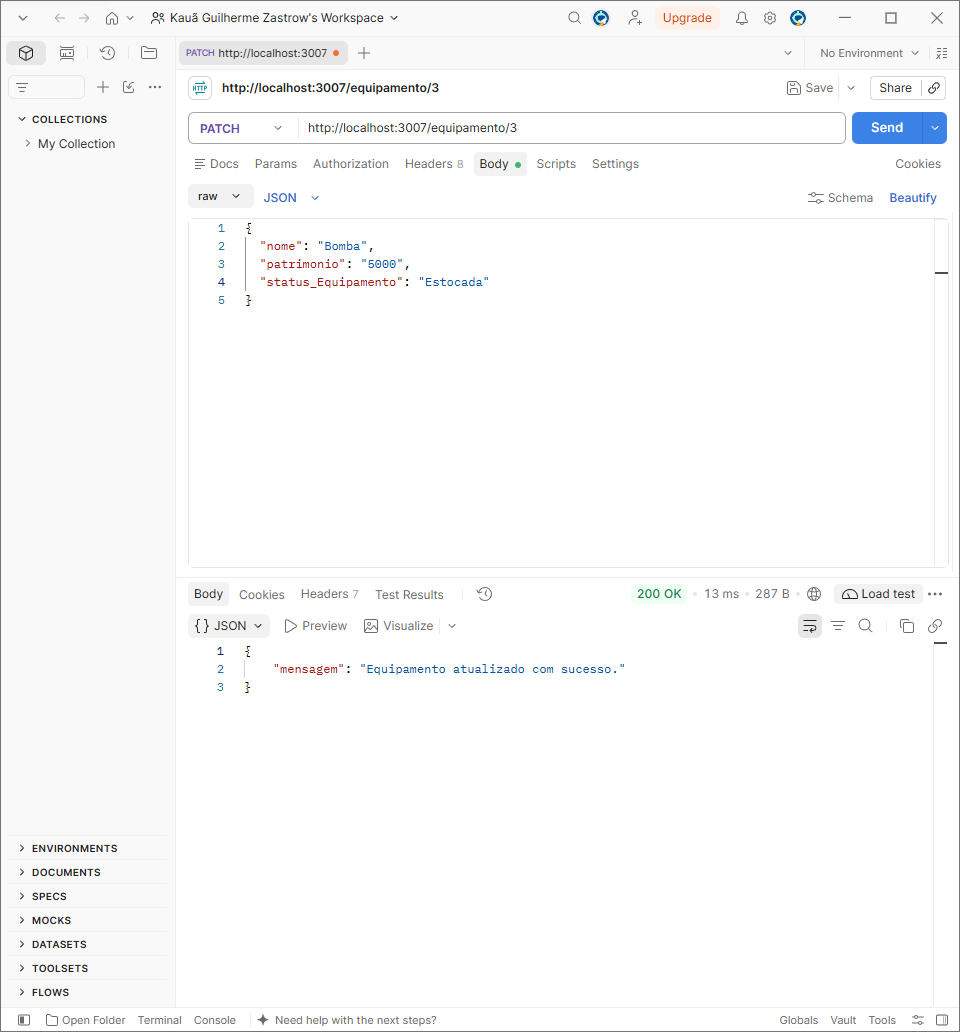 Kauã Guilherme Zastrow's Workspace
Upgrade
PATCH http://localhost:3007
No Environment
COLLECTIONS
My Collection
HTTP
http://localhost:3007/equipamento/3
Save
Share
PATCH
http://localhost:3007/equipamento/3
Send
Docs Params Authorization Headers 8 Body Scripts Settings Cookies
raw JSON Schema Beautify
1 {
2 "nome": "Bomba",
3 "patrimonio": "5000",
4 "status_Equipamento": "Estocada"
5 }
Body Cookies Headers 7 Test Results 200 OK • 13 ms • 287 B • Load test
{} JSON Preview Visualize
1 {
2 "mensagem": "Equipamento atualizado com sucesso."
3 }
ENVIRONMENTS
DOCUMENTS
SPECS
MOCKS
DATASETS
TOOLSETS
FLOWS
Open Folder Terminal Console Need help with the next steps? Globals Vault Tools